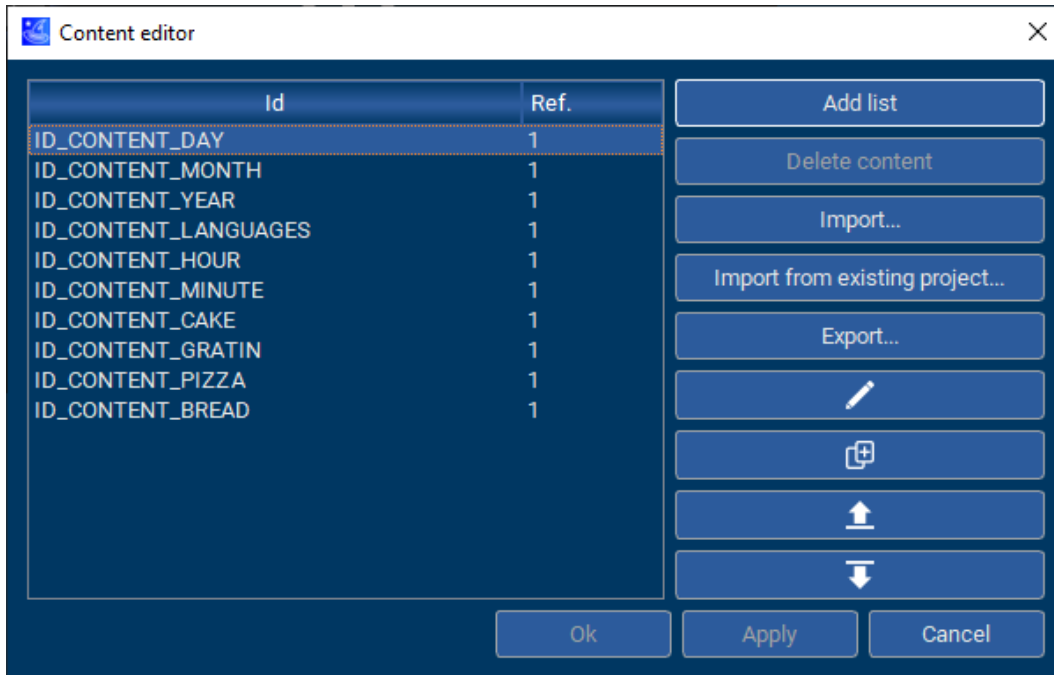 Content editor
Id Ref.
ID_CONTENT_DAY 1
ID_CONTENT_MONTH 1
ID_CONTENT_YEAR 1
ID_CONTENT_LANGUAGES 1
ID_CONTENT_HOUR 1
ID_CONTENT_MINUTE 1
ID_CONTENT_CAKE 1
ID_CONTENT_GRATIN 1
ID_CONTENT_PIZZA 1
ID_CONTENT_BREAD 1
Add list
Delete content
Import...
Import from existing project...
Export...
Ok Apply Cancel